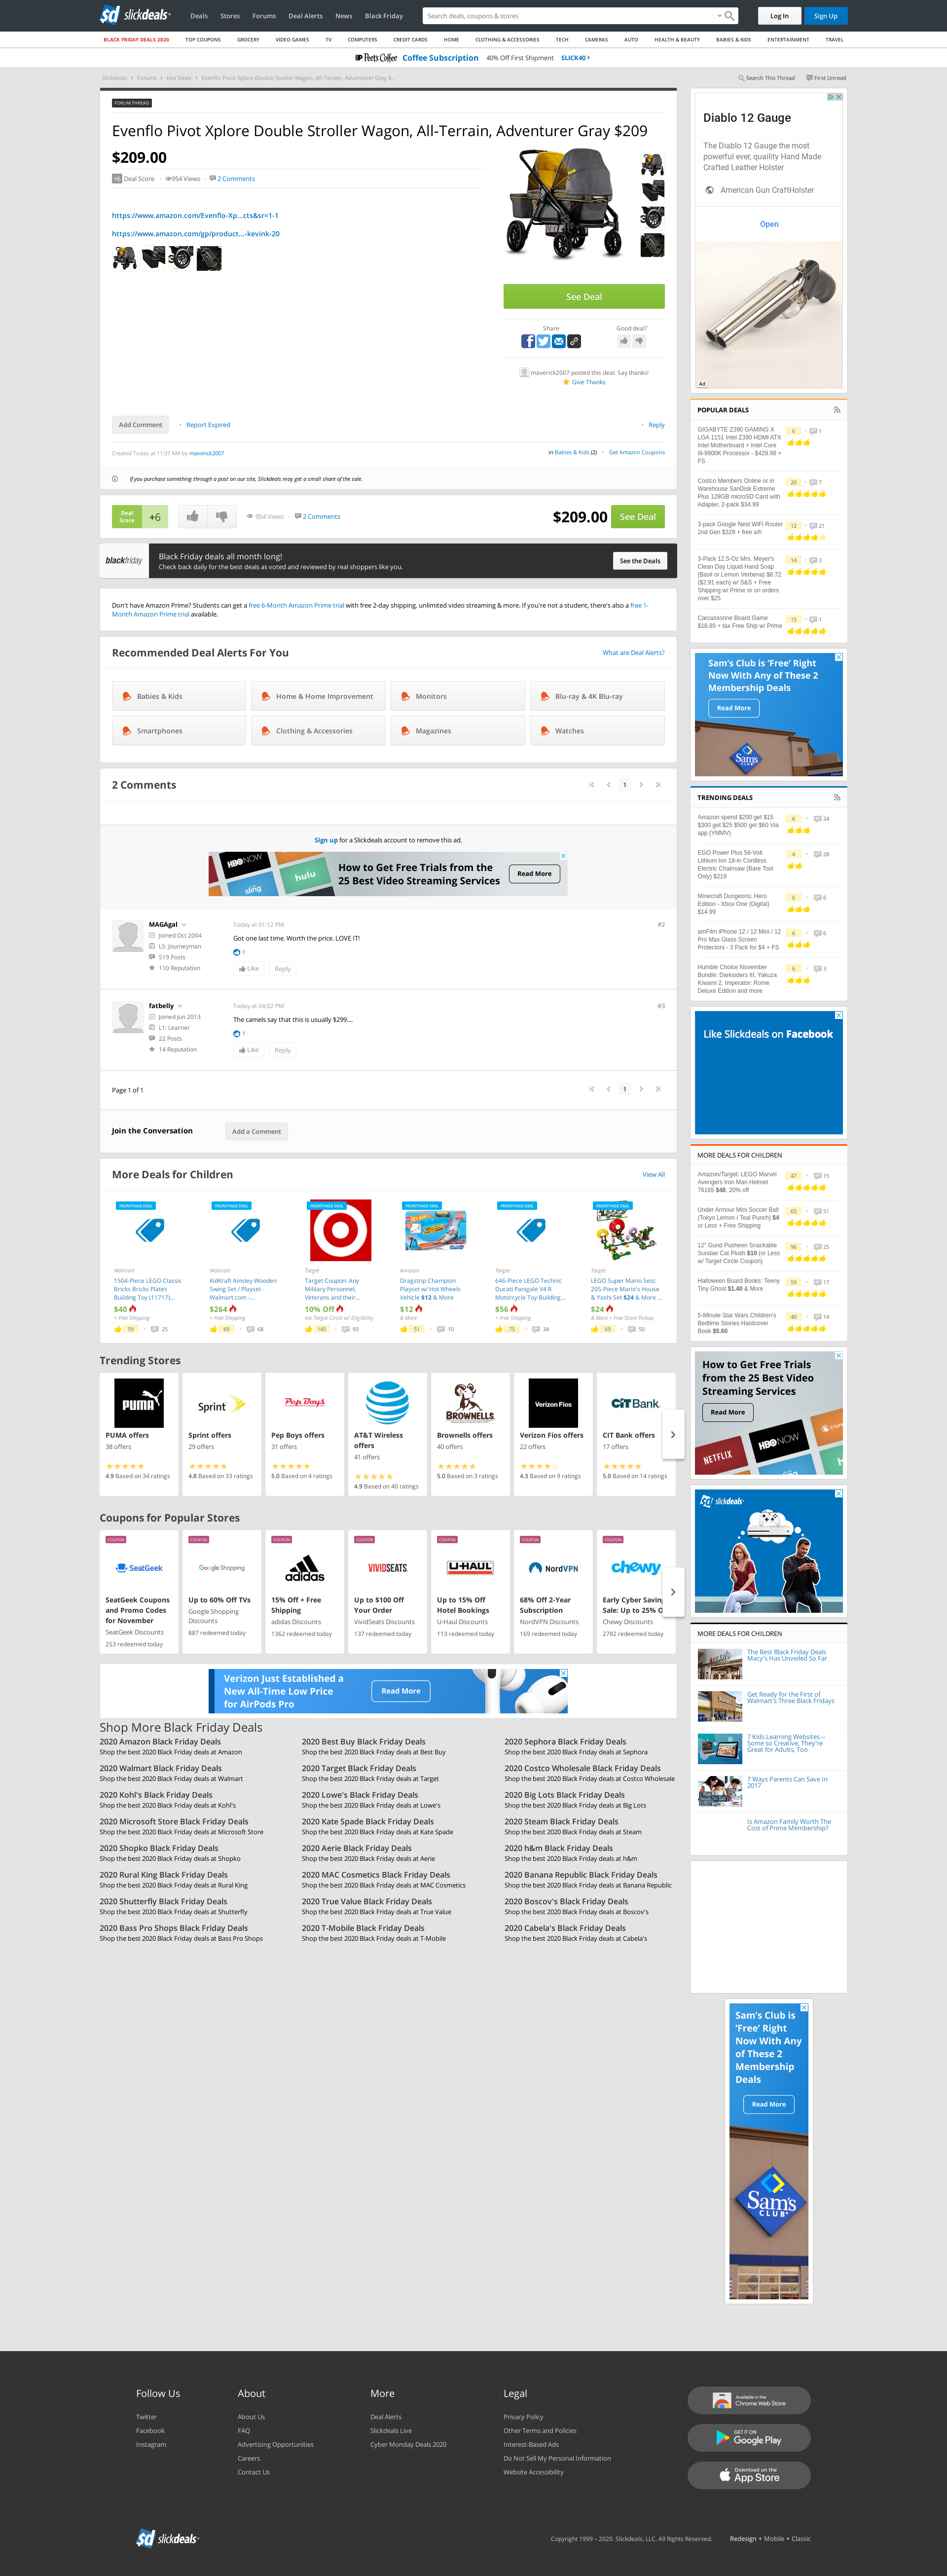 slickdeals
Deals
Stores
Forums
Deal Alerts
News
Black Friday
Search deals, coupons & stores
Log In
Sign Up
BLACK FRIDAY DEALS 2020
TOP COUPONS
GROCERY
VIDEO GAMES
TV
COMPUTERS
CREDIT CARDS
HOME
CLOTHING & ACCESSORIES
TECH
CAMERAS
AUTO
HEALTH & BEAUTY
BABIES & KIDS
ENTERTAINMENT
TRAVEL
Peet's Coffee
Coffee Subscription 40% Off First Shipment SLICK40 ›
Slickdeals › Forums › Hot Deals › Evenflo Pivot Xplore Double Stroller Wagon, All-Terrain, Adventurer Gray $...
Search This Thread
First Unread
FORUM THREAD
Evenflo Pivot Xplore Double Stroller Wagon, All-Terrain, Adventurer Gray $209
$209.00
+6 Deal Score · 954 Views · 2 Comments
https://www.amazon.com/Evenflo-Xp...cts&sr=1-1
https://www.amazon.com/gp/product...-kevink-20
See Deal
Share
Good deal?
maverick2007 posted this deal. Say thanks!
Give Thanks
Add Comment · Report Expired
· Reply
Created Today at 11:07 AM by maverick2007
in Babies & Kids (2) · Get Amazon Coupons
If you purchase something through a post on our site, Slickdeals may get a small share of the sale.
Deal Score
+6
954 Views · 2 Comments
$209.00
See Deal
blackfriday
Black Friday deals all month long!
Check back daily for the best deals as voted and reviewed by real shoppers like you.
See the Deals
Don't have Amazon Prime? Students can get a free 6-Month Amazon Prime trial with free 2-day shipping, unlimited video streaming & more. If you're not a student, there's also a free 1-
Month Amazon Prime trial available.
Recommended Deal Alerts For You
What are Deal Alerts?
Babies & Kids
Home & Home Improvement
Monitors
Blu-ray & 4K Blu-ray
Smartphones
Clothing & Accessories
Magazines
Watches
2 Comments
1
Sign up for a Slickdeals account to remove this ad.
HBO NOW
sling
hulu
How to Get Free Trials from the
25 Best Video Streaming Services
Read More
MAGAgal
Joined Oct 2004
L5: Journeyman
519 Posts
110 Reputation
Today at 01:12 PM
#2
Got one last time. Worth the price. LOVE IT!
1
Like
Reply
fatbelly
Joined Jun 2013
L1: Learner
22 Posts
14 Reputation
Today at 04:02 PM
#3
The camels say that this is usually $299....
1
Like
Reply
Page 1 of 1
1
Join the Conversation
Add a Comment
More Deals for Children
View All
FRONTPAGE DEAL
Walmart
1504-Piece LEGO Classic
Bricks Bricks Plates
Building Toy (11717)...
$40
+ Free Shipping
59 · 25
FRONTPAGE DEAL
Walmart
KidKraft Ainsley Wooden
Swing Set / Playset -
Walmart.com -...
$264
+ Free Shipping
69 · 68
FRONTPAGE DEAL
Target
Target Coupon: Any
Military Personnel,
Veterans and their...
10% Off
via Target Circle w/ Eligibility
145 · 93
FRONTPAGE DEAL
Amazon
Dragstrip Champion
Playset w/ Hot Wheels
Vehicle $12 & More
$12
& More
51 · 10
FRONTPAGE DEAL
Target
646-Piece LEGO Technic
Ducati Panigale V4 R
Motorcycle Toy Building...
$56
+ Free Shipping
75 · 34
FRONTPAGE DEAL
Target
LEGO Super Mario Sets:
205-Piece Mario's House
& Yoshi Set $24 & More ...
$24
& More + Free Store Pickup
69 · 50
Trending Stores
PUMA
PUMA offers
38 offers
4.9 Based on 34 ratings
Sprint
Sprint offers
29 offers
4.8 Based on 33 ratings
Pep Boys
Pep Boys offers
31 offers
5.0 Based on 4 ratings
AT&T Wireless
offers
41 offers
4.9 Based on 40 ratings
BROWNELLS
Brownells offers
40 offers
5.0 Based on 3 ratings
Verizon Fios
Verizon Fios offers
22 offers
4.3 Based on 9 ratings
CIT Bank
CIT Bank offers
17 offers
5.0 Based on 14 ratings
Coupons for Popular Stores
COUPON
SeatGeek
SeatGeek Coupons
and Promo Codes
for November
SeatGeek Discounts
253 redeemed today
COUPON
Google Shopping
Up to 60% Off TVs
Google Shopping
Discounts
887 redeemed today
COUPON
adidas
15% Off + Free
Shipping
adidas Discounts
1362 redeemed today
COUPON
VIVIDSEATS
Up to $100 Off
Your Order
VividSeats Discounts
137 redeemed today
COUPON
U-HAUL
Up to 15% Off
Hotel Bookings
U-Haul Discounts
113 redeemed today
COUPON
NordVPN
68% Off 2-Year
Subscription
NordVPN Discounts
169 redeemed today
COUPON
chewy
Early Cyber Saving
Sale: Up to 25% O
Chewy Discounts
2782 redeemed today
Verizon Just Established a
New All-Time Low Price
for AirPods Pro
Read More
Shop More Black Friday Deals
2020 Amazon Black Friday Deals
Shop the best 2020 Black Friday deals at Amazon
2020 Best Buy Black Friday Deals
Shop the best 2020 Black Friday deals at Best Buy
2020 Sephora Black Friday Deals
Shop the best 2020 Black Friday deals at Sephora
2020 Walmart Black Friday Deals
Shop the best 2020 Black Friday deals at Walmart
2020 Target Black Friday Deals
Shop the best 2020 Black Friday deals at Target
2020 Costco Wholesale Black Friday Deals
Shop the best 2020 Black Friday deals at Costco Wholesale
2020 Kohl's Black Friday Deals
Shop the best 2020 Black Friday deals at Kohl's
2020 Lowe's Black Friday Deals
Shop the best 2020 Black Friday deals at Lowe's
2020 Big Lots Black Friday Deals
Shop the best 2020 Black Friday deals at Big Lots
2020 Microsoft Store Black Friday Deals
Shop the best 2020 Black Friday deals at Microsoft Store
2020 Kate Spade Black Friday Deals
Shop the best 2020 Black Friday deals at Kate Spade
2020 Steam Black Friday Deals
Shop the best 2020 Black Friday deals at Steam
2020 Shopko Black Friday Deals
Shop the best 2020 Black Friday deals at Shopko
2020 Aerie Black Friday Deals
Shop the best 2020 Black Friday deals at Aerie
2020 h&m Black Friday Deals
Shop the best 2020 Black Friday deals at h&m
2020 Rural King Black Friday Deals
Shop the best 2020 Black Friday deals at Rural King
2020 MAC Cosmetics Black Friday Deals
Shop the best 2020 Black Friday deals at MAC Cosmetics
2020 Banana Republic Black Friday Deals
Shop the best 2020 Black Friday deals at Banana Republic
2020 Shutterfly Black Friday Deals
Shop the best 2020 Black Friday deals at Shutterfly
2020 True Value Black Friday Deals
Shop the best 2020 Black Friday deals at True Value
2020 Boscov's Black Friday Deals
Shop the best 2020 Black Friday deals at Boscov's
2020 Bass Pro Shops Black Friday Deals
Shop the best 2020 Black Friday deals at Bass Pro Shops
2020 T-Mobile Black Friday Deals
Shop the best 2020 Black Friday deals at T-Mobile
2020 Cabela's Black Friday Deals
Shop the best 2020 Black Friday deals at Cabela's
Diablo 12 Gauge
The Diablo 12 Gauge the most
powerful ever, quaility Hand Made
Crafted Leather Holster
American Gun CraftHolster
Open
Ad
POPULAR DEALS
GIGABYTE Z390 GAMING X
LGA 1151 Intel Z390 HDMI ATX
Intel Motherboard + Intel Core
i9-9900K Processor - $429.98 +
FS
6 · 1
Costco Members Online or in
Warehouse SanDisk Extreme
Plus 128GB microSD Card with
Adapter, 2-pack $34.99
20 · 7
3-pack Google Nest WiFi Router
2nd Gen $329 + free s/h
12 · 21
3-Pack 12.5-Oz Mrs. Meyer's
Clean Day Liquid Hand Soap
(Basil or Lemon Verbena) $8.72
($2.91 each) w/ S&S + Free
Shipping w/ Prime or on orders
over $25
14 · 3
Carcassonne Board Game
$18.89 + tax Free Ship w/ Prime
15 · 1
Sam's Club is 'Free' Right
Now With Any of These 2
Membership Deals
Read More
Sam's
CLUB
TRENDING DEALS
Amazon spend $200 get $15
$300 get $25 $500 get $60 Via
app (YMMV)
6 · 24
EGO Power Plus 56-Volt
Lithium Ion 18-in Cordless
Electric Chainsaw (Bare Tool
Only) $219
4 · 28
Minecraft Dungeons: Hero
Edition - Xbox One (Digital)
$14.99
6 · 6
amFilm iPhone 12 / 12 Mini / 12
Pro Max Glass Screen
Protectors - 3 Pack for $4 + FS
6 · 6
Humble Choice November
Bundle: Darksiders III, Yakuza
Kiwami 2, Imperator: Rome
Deluxe Edition and more
6 · 3
Like Slickdeals on Facebook
MORE DEALS FOR CHILDREN
Amazon/Target: LEGO Marvel
Avengers Iron Man Helmet
76165 $48, 20% off
47 · 15
Under Armour Mini Soccer Ball
(Tokyo Lemon / Teal Punch) $4
or Less + Free Shipping
65 · 51
12" Gund Pusheen Snackable
Sundae Cat Plush $10 (or Less
w/ Target Circle Coupon)
96 · 25
Halloween Board Books: Teeny
Tiny Ghost $1.40 & More
59 · 17
5-Minute Star Wars Children's
Bedtime Stories Hardcover
Book $5.60
40 · 14
How to Get Free Trials
from the 25 Best Video
Streaming Services
Read More
NETFLIX
HBO NOW
hulu
slickdeals
MORE DEALS FOR CHILDREN
The Best Black Friday Deals
Macy's Has Unveiled So Far
Get Ready for the First of
Walmart's Three Black Fridays
7 Kids Learning Websites --
Some so Creative, They're
Great for Adults, Too
7 Ways Parents Can Save In
2017
Is Amazon Family Worth The
Cost of Prime Membership?
Sam's Club is
'Free' Right
Now With Any
of These 2
Membership
Deals
Read More
Sam's
CLUB
Follow Us
Twitter
Facebook
Instagram
About
About Us
FAQ
Advertising Opportunities
Careers
Contact Us
More
Deal Alerts
Slickdeals Live
Cyber Monday Deals 2020
Legal
Privacy Policy
Other Terms and Policies
Interest-Based Ads
Do Not Sell My Personal Information
Website Accessibility
Available in the
Chrome Web Store
GET IT ON
Google Play
Download on the
App Store
slickdeals
Copyright 1999 – 2020. Slickdeals, LLC. All Rights Reserved.
Redesign • Mobile • Classic